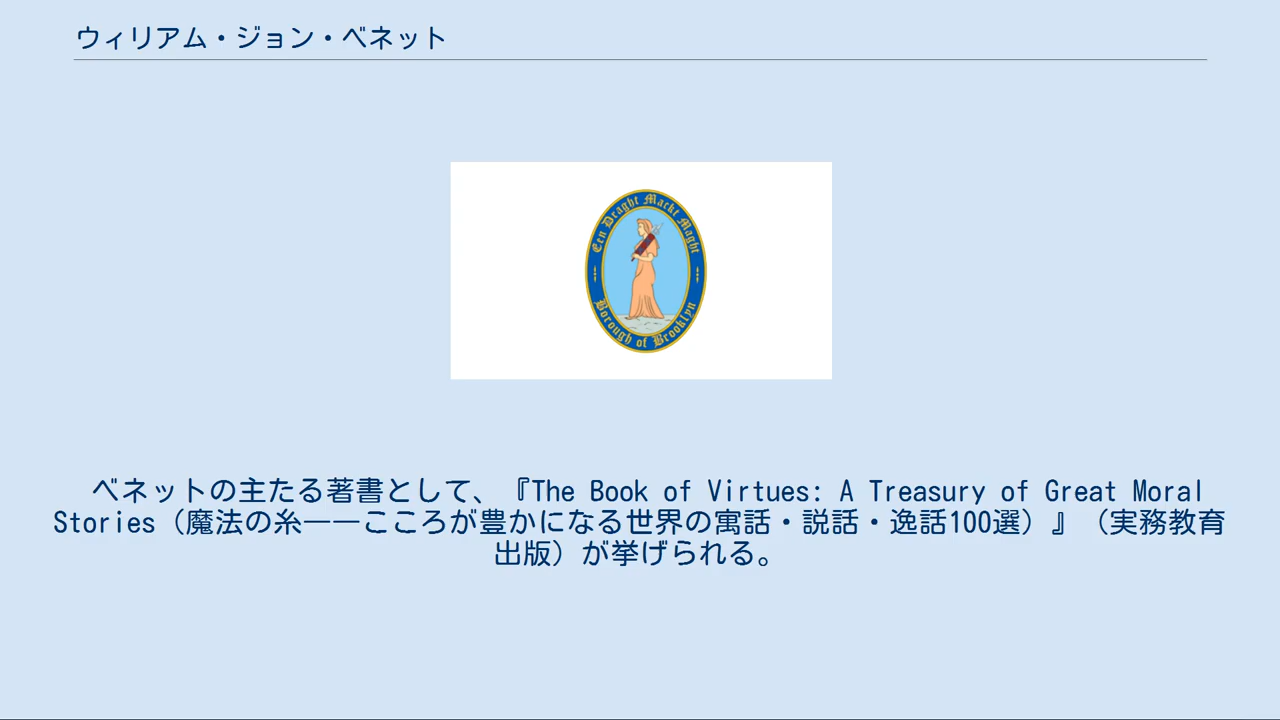 ウィリアム・ジョン・ベネット
Een Draght Mackt Maght
Borough of Brooklyn
ベネットの主たる著書として、『The Book of Virtues: A Treasury of Great Moral
Stories（魔法の糸――こころが豊かになる世界の寓話・説話・逸話100選）』（実務教育
出版）が挙げられる。